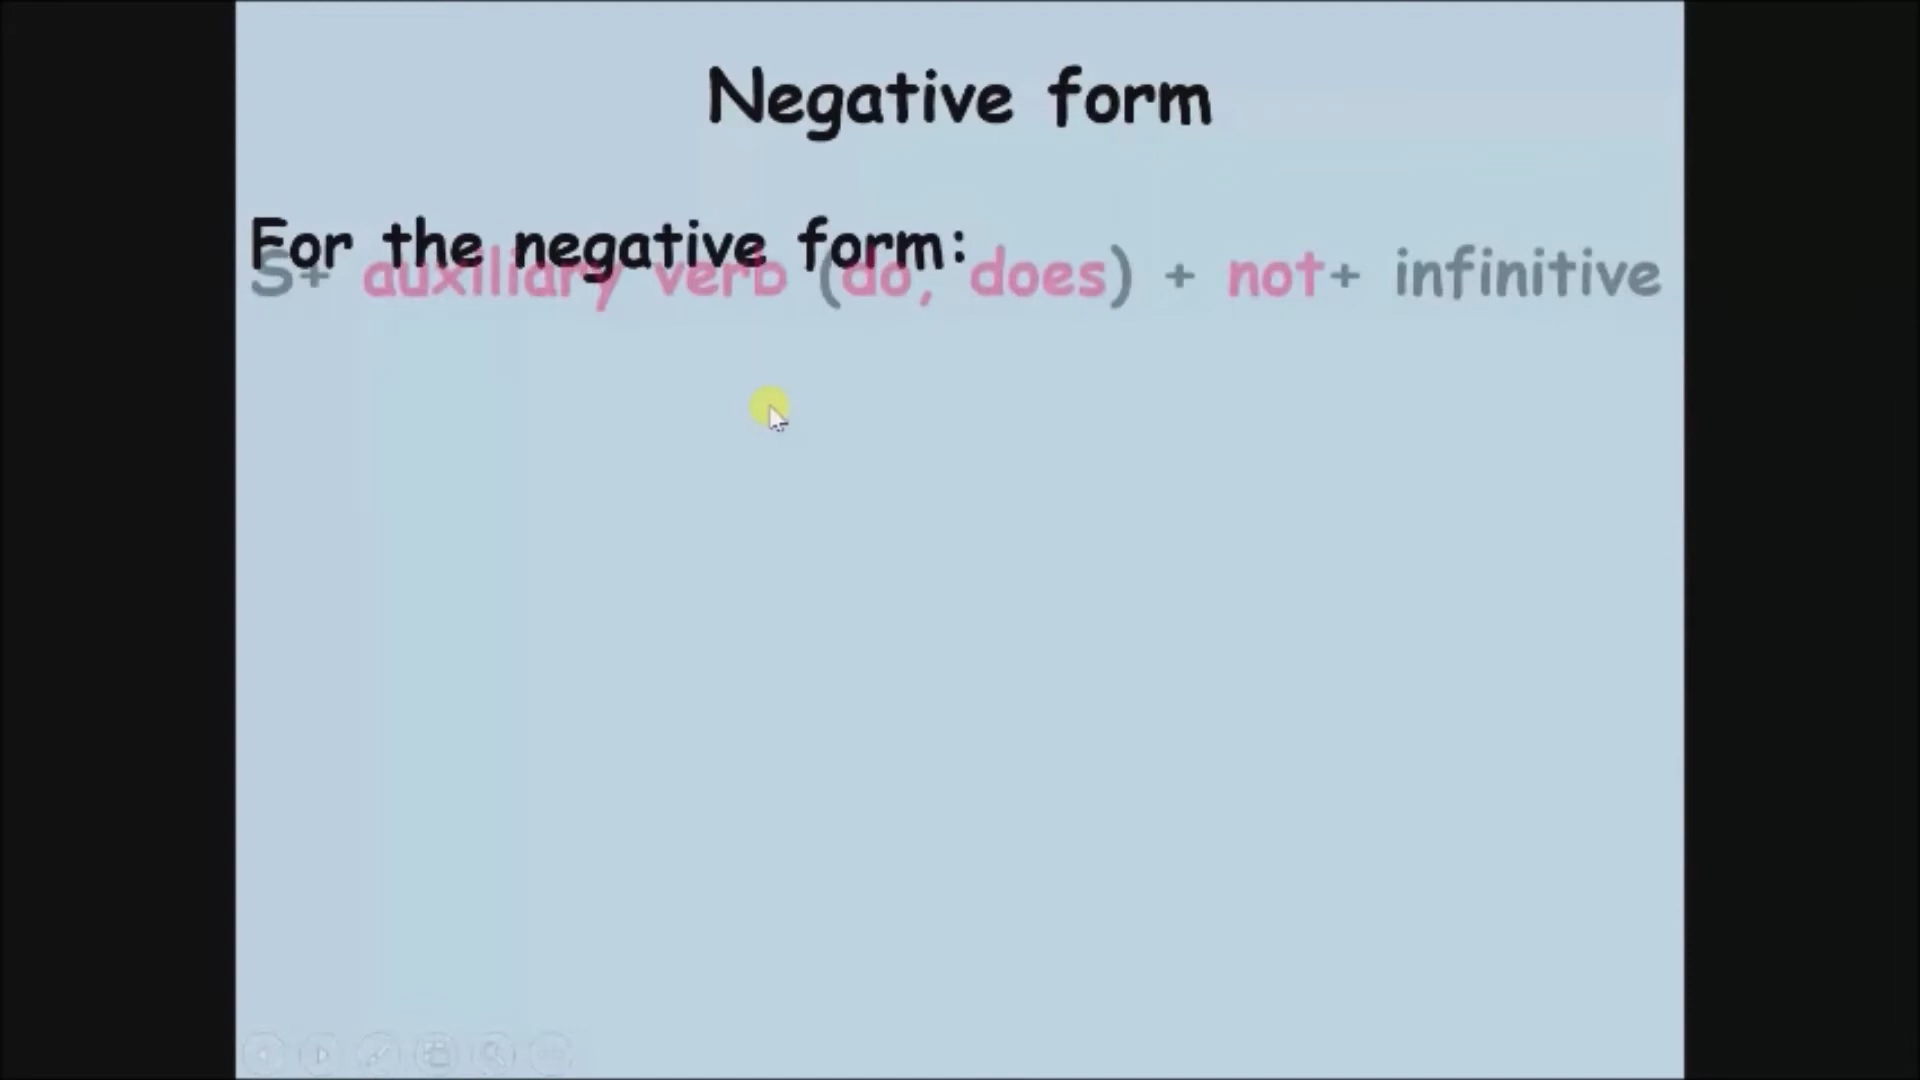 Negative form
For the negative form:
S+ auxiliary verb (do, does) + not+ infinitive